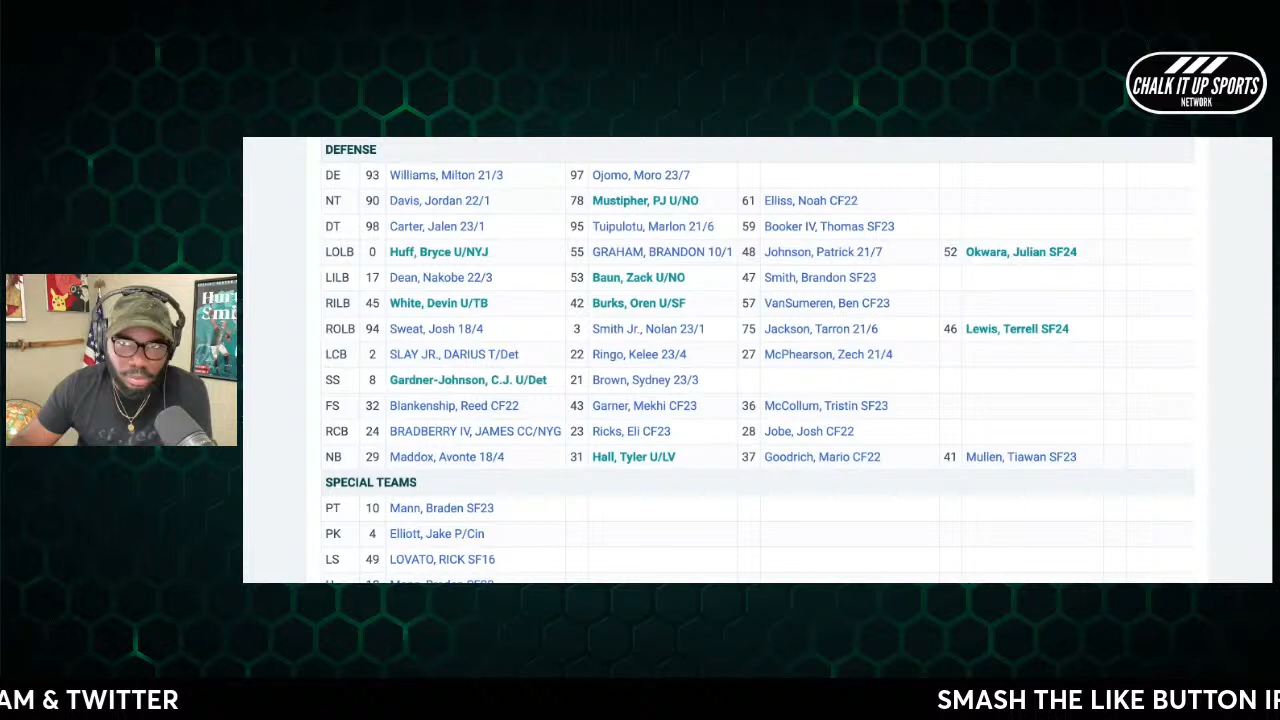 CHALK IT UP SPORTS
NETWORK
DEFENSE
DE 93 Williams, Milton 21/3 97 Ojomo, Moro 23/7
NT 90 Davis, Jordan 22/1 78 Mustipher, PJ U/NO 61 Elliss, Noah CF22
DT 98 Carter, Jalen 23/1 95 Tuipulotu, Marlon 21/6 59 Booker IV, Thomas SF23
LOLB 0 Huff, Bryce U/NYJ 55 GRAHAM, BRANDON 10/1 48 Johnson, Patrick 21/7 52 Okwara, Julian SF24
LILB 17 Dean, Nakobe 22/3 53 Baun, Zack U/NO 47 Smith, Brandon SF23
RILB 45 White, Devin U/TB 42 Burks, Oren U/SF 57 VanSumeren, Ben CF23
ROLB 94 Sweat, Josh 18/4 3 Smith Jr., Nolan 23/1 75 Jackson, Tarron 21/6 46 Lewis, Terrell SF24
LCB 2 SLAY JR., DARIUS T/Det 22 Ringo, Kelee 23/4 27 McPhearson, Zech 21/4
SS 8 Gardner-Johnson, C.J. U/Det 21 Brown, Sydney 23/3
FS 32 Blankenship, Reed CF22 43 Garner, Mekhi CF23 36 McCollum, Tristin SF23
RCB 24 BRADBERRY IV, JAMES CC/NYG 23 Ricks, Eli CF23 28 Jobe, Josh CF22
NB 29 Maddox, Avonte 18/4 31 Hall, Tyler U/LV 37 Goodrich, Mario CF22 41 Mullen, Tiawan SF23
SPECIAL TEAMS
PT 10 Mann, Braden SF23
PK 4 Elliott, Jake P/Cin
LS 49 LOVATO, RICK SF16
AM & TWITTER SMASH THE LIKE BUTTON